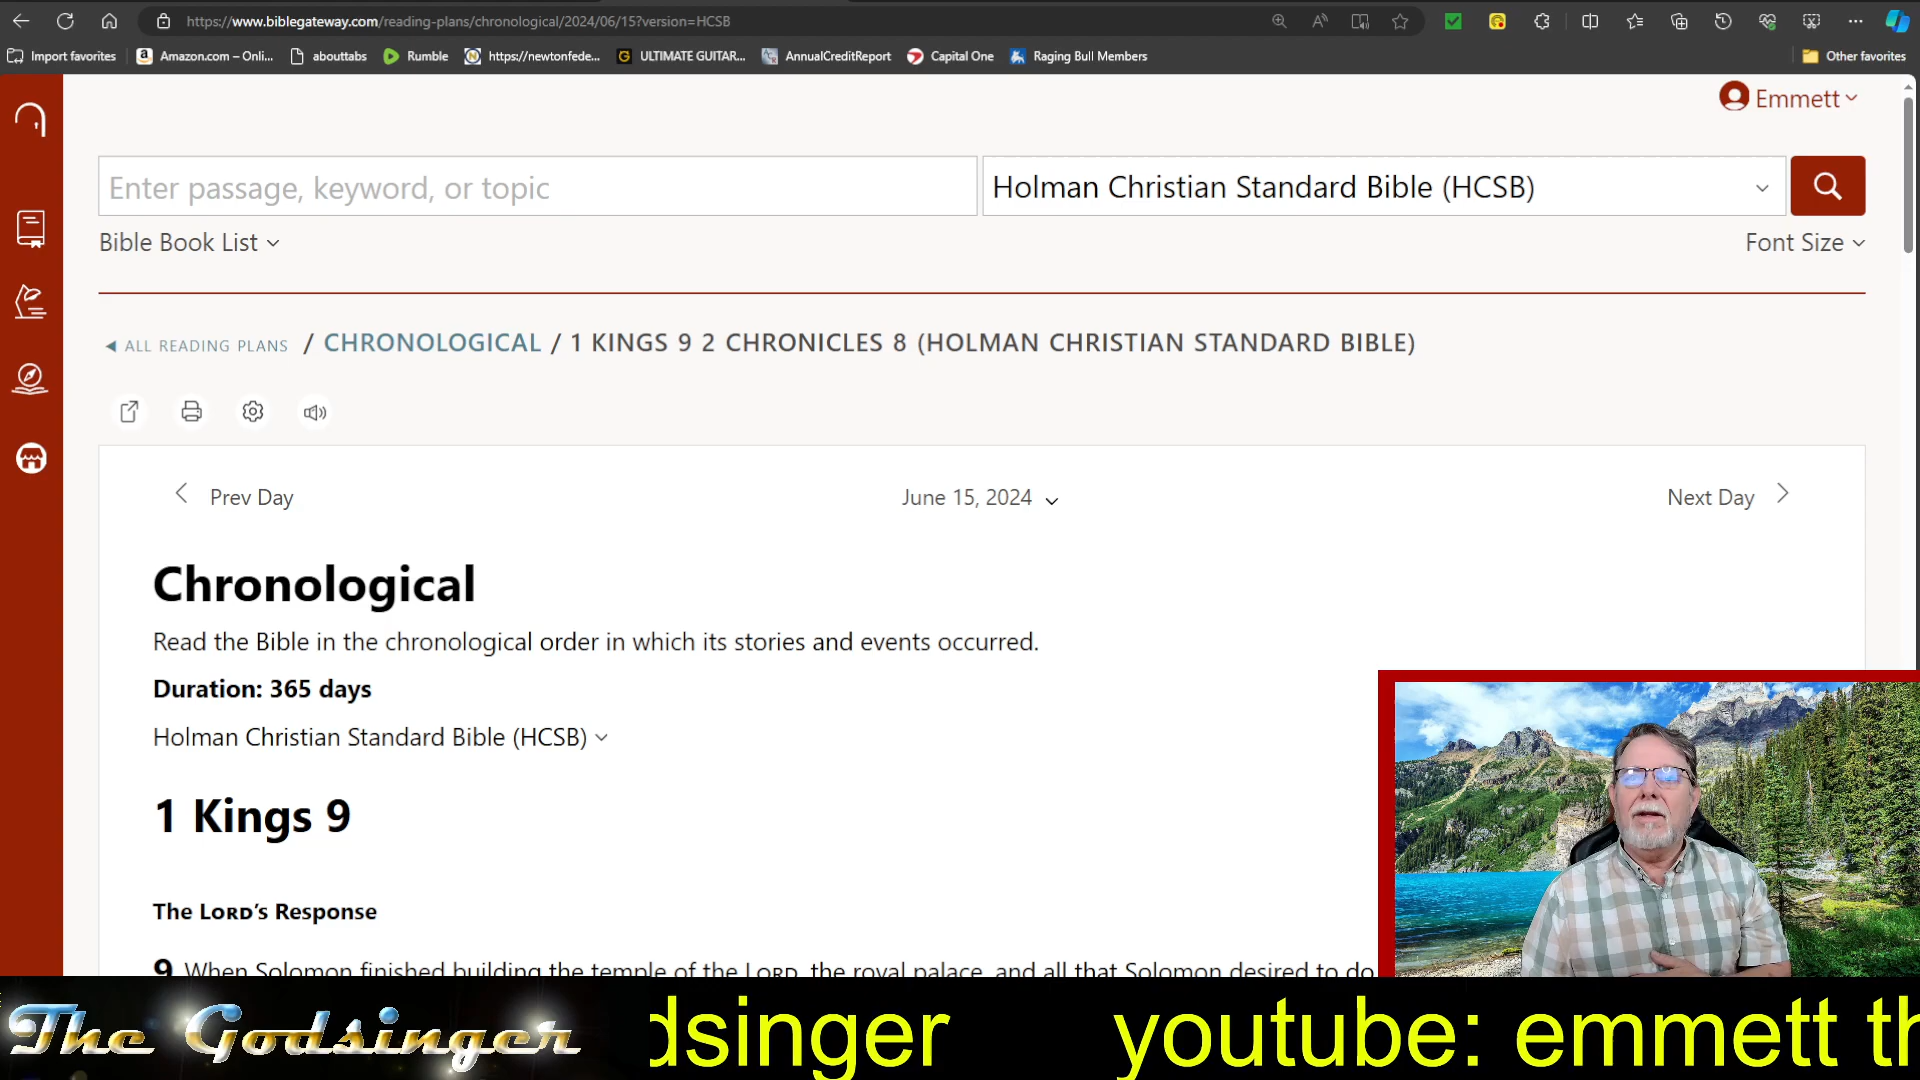 https://www.biblegateway.com/reading-plans/chronological/2024/06/15?version=HCSB
Import favorites
Amazon.com – Onli...
abouttabs
Rumble
https://newtonfede...
ULTIMATE GUITAR...
AnnualCreditReport
Capital One
Raging Bull Members
Other favorites
Emmett
Enter passage, keyword, or topic
Holman Christian Standard Bible (HCSB)
Bible Book List
Font Size
ALL READING PLANS / CHRONOLOGICAL / 1 KINGS 9 2 CHRONICLES 8 (HOLMAN CHRISTIAN STANDARD BIBLE)
Prev Day
June 15, 2024
Next Day
Chronological
Read the Bible in the chronological order in which its stories and events occurred.
Duration: 365 days
Holman Christian Standard Bible (HCSB)
1 Kings 9
The LORD’s Response
9 When Solomon finished building the temple of the LORD, the royal palace, and all that Solomon desired to do
The Godsinger
dsinger youtube: emmett th